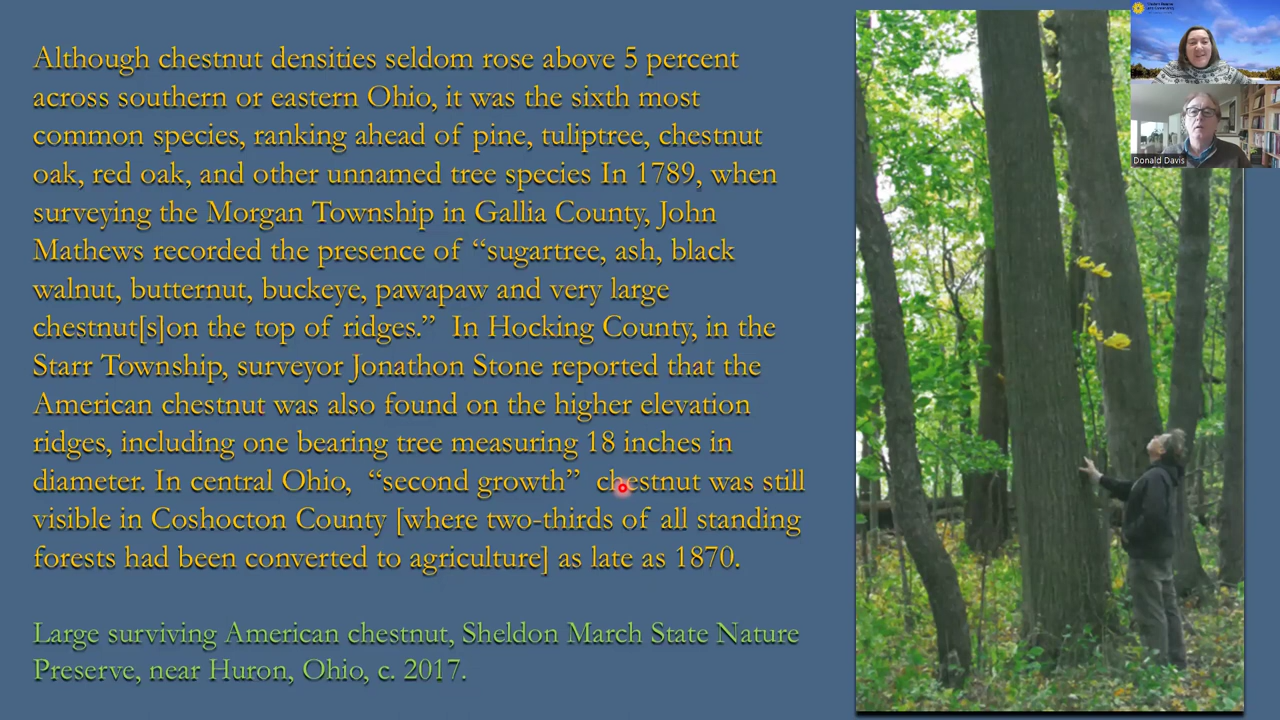 Although chestnut densities seldom rose above 5 percent
across southern or eastern Ohio, it was the sixth most
common species, ranking ahead of pine, tuliptree, chestnut
oak, red oak, and other unnamed tree species In 1789, when
surveying the Morgan Township in Gallia County, John
Mathews recorded the presence of “sugartree, ash, black
walnut, butternut, buckeye, pawapaw and very large
chestnut[s]on the top of ridges.” In Hocking County, in the
Starr Township, surveyor Jonathon Stone reported that the
American chestnut was also found on the higher elevation
ridges, including one bearing tree measuring 18 inches in
diameter. In central Ohio, “second growth” chestnut was still
visible in Coshocton County [where two-thirds of all standing
forests had been converted to agriculture] as late as 1870.
Large surviving American chestnut, Sheldon March State Nature
Preserve, near Huron, Ohio, c. 2017.
Donald Davis